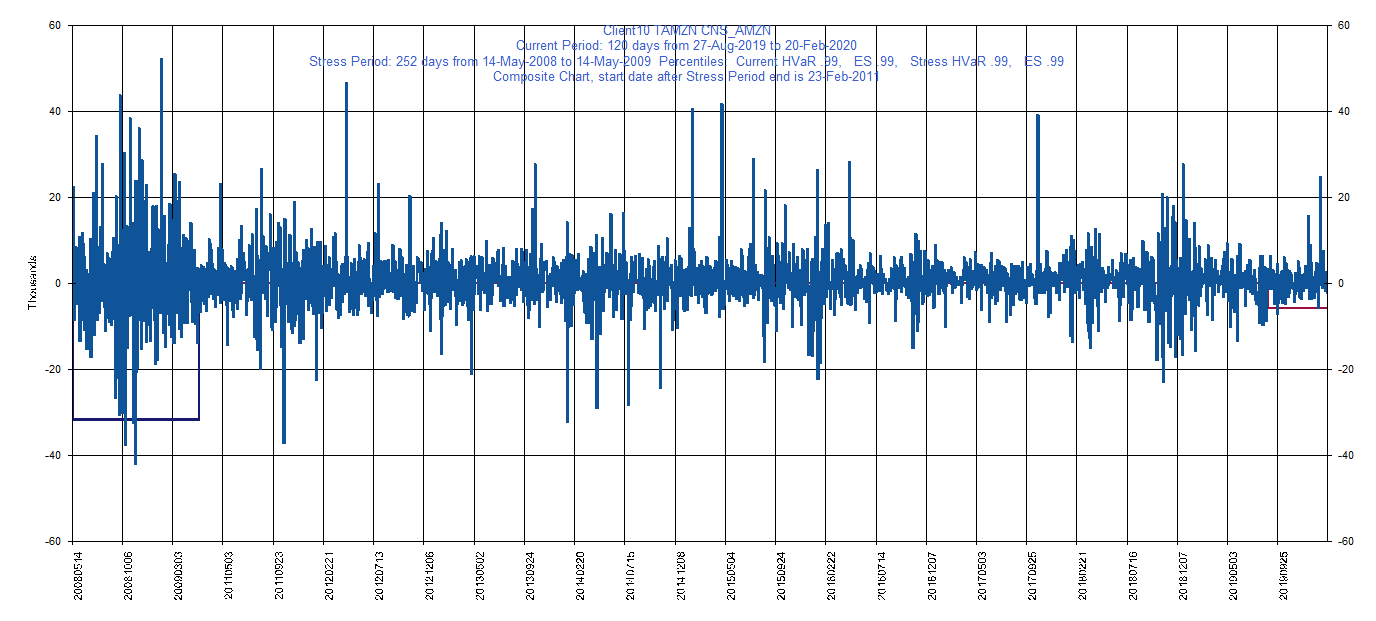 Client10 TAMZN CNS_AMZN
Current Period: 120 days from 27-Aug-2019 to 20-Feb-2020
Stress Period: 252 days from 14-May-2008 to 14-May-2009 Percentiles: Current HVaR .99, ES .99, Stress HVaR .99, ES .99
Composite Chart, start date after Stress Period end is 23-Feb-2011
60 60
40 40
20 20
0 0
-20 -20
-40 -40
-60 -60
Thousands
20080514 20081006 20090303 20110503 20110923 20120221 20120713 20121206 20130502 20130924 20140220 20140715 20141208 20150504 20150924 20160222 20160714 20161207 20170503 20170925 20180221 20180716 20181207 20190503 20190925